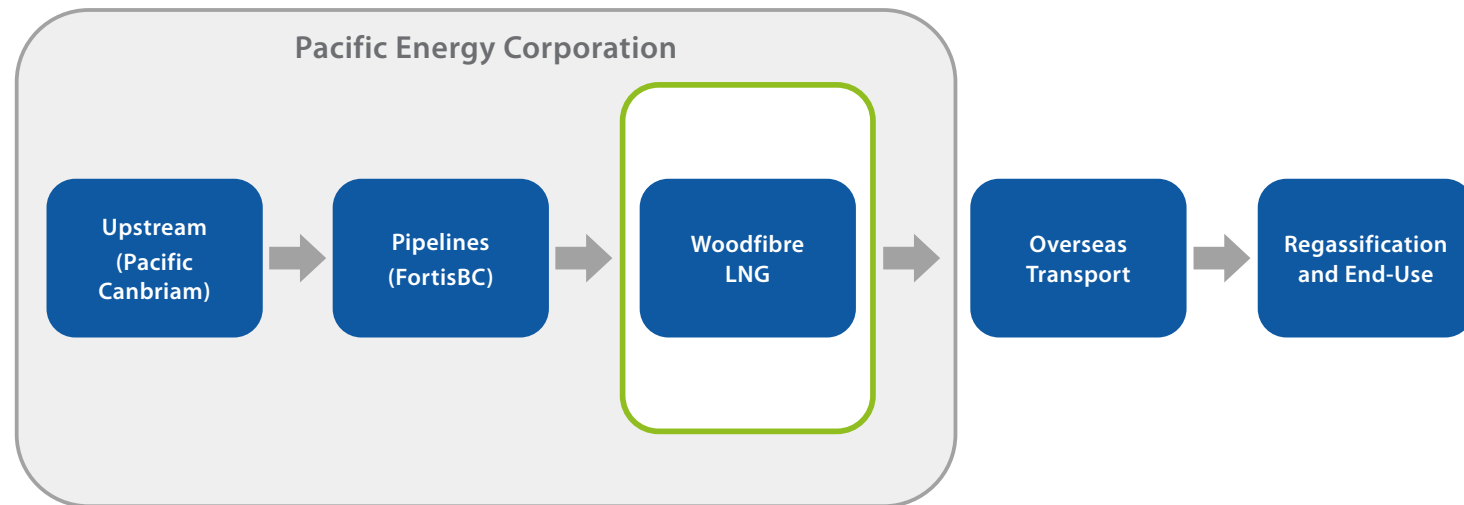 Pacific Energy Corporation
Upstream
(Pacific
Canbriam)
Pipelines
(FortisBC)
Woodfibre
LNG
Overseas
Transport
Regassification
and End-Use